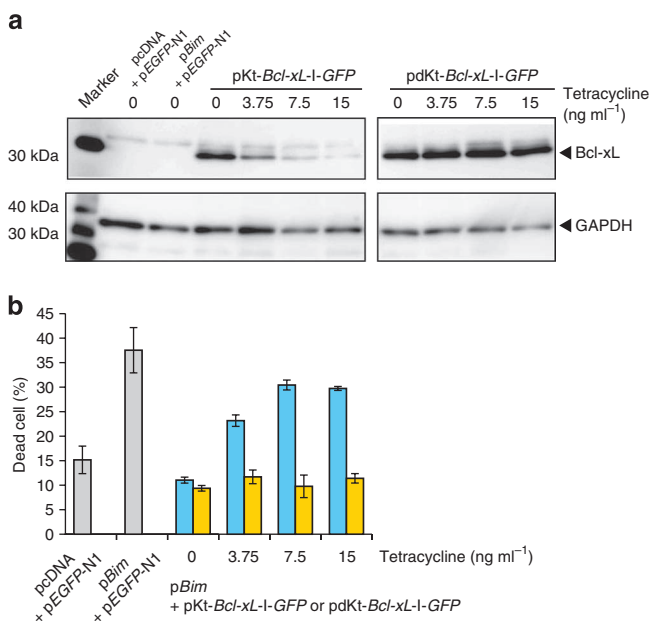 a
Marker
pcDNA
+ pEGFP-N1
pBim
+ pEGFP-N1
pKt-Bcl-xL-I-GFP
pdKt-Bcl-xL-I-GFP
0 0 0 3.75 7.5 15 0 3.75 7.5 15
Tetracycline
(ng ml⁻¹)
30 kDa
◀ Bcl-xL
40 kDa
30 kDa
◀ GAPDH
b
Dead cell (%)
45
40
35
30
25
20
15
10
5
0
pcDNA
+ pEGFP-N1
pBim
+ pEGFP-N1
0 3.75 7.5 15 Tetracycline (ng ml⁻¹)
pBim
+ pKt-Bcl-xL-I-GFP or pdKt-Bcl-xL-I-GFP